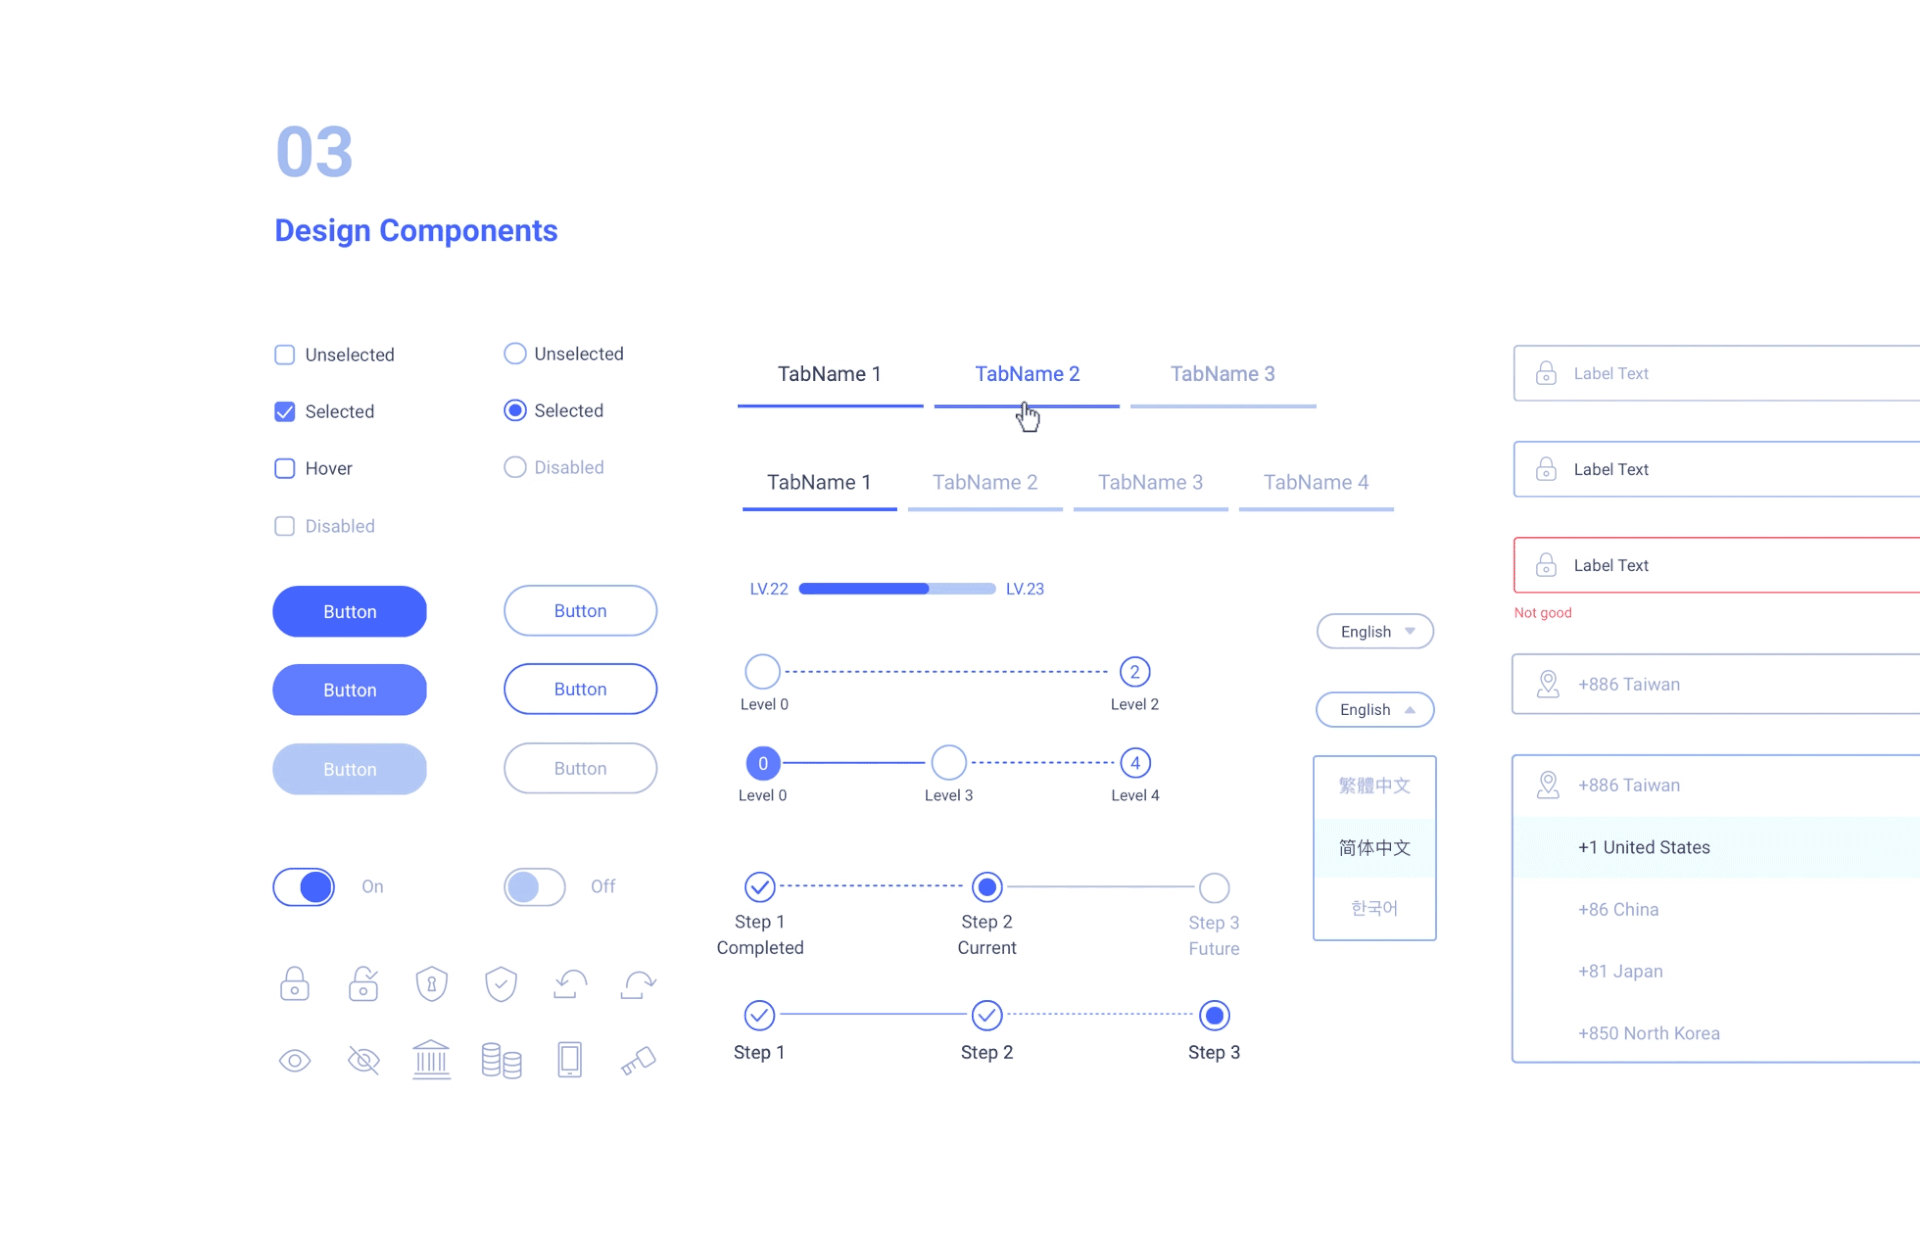 03
Design Components
Unselected
Selected
Hover
Disabled
Unselected
Selected
Disabled
Button
Button
Button
Button
Button
Button
On
Off
TabName 1
TabName 2
TabName 3
TabName 1
TabName 2
TabName 3
TabName 4
LV.22
LV.23
2
Level 0
Level 2
0
4
Level 0
Level 3
Level 4
Step 1
Completed
Step 2
Current
Step 3
Future
Step 1
Step 2
Step 3
English
English
繁體中文
简体中文
한국어
Label Text
Label Text
Label Text
Not good
+886 Taiwan
+886 Taiwan
+1 United States
+86 China
+81 Japan
+850 North Korea